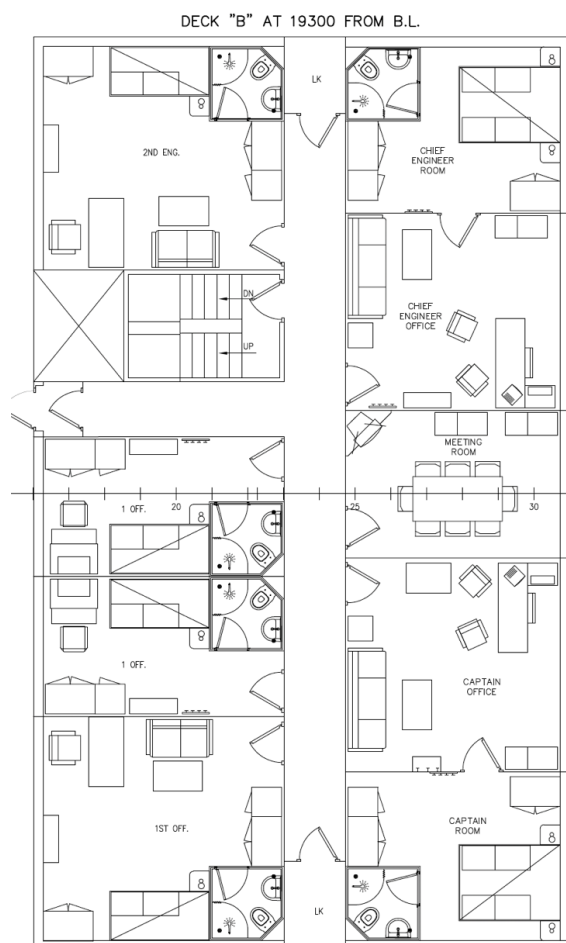 DECK "B" AT 19300 FROM B.L.
LK
2ND ENG.
CHIEF
ENGINEER
ROOM
DN
UP
CHIEF
ENGINEER
OFFICE
MEETING
ROOM
20
25
30
1 OFF.
1 OFF.
CAPTAIN
OFFICE
1ST OFF.
CAPTAIN
ROOM
LK